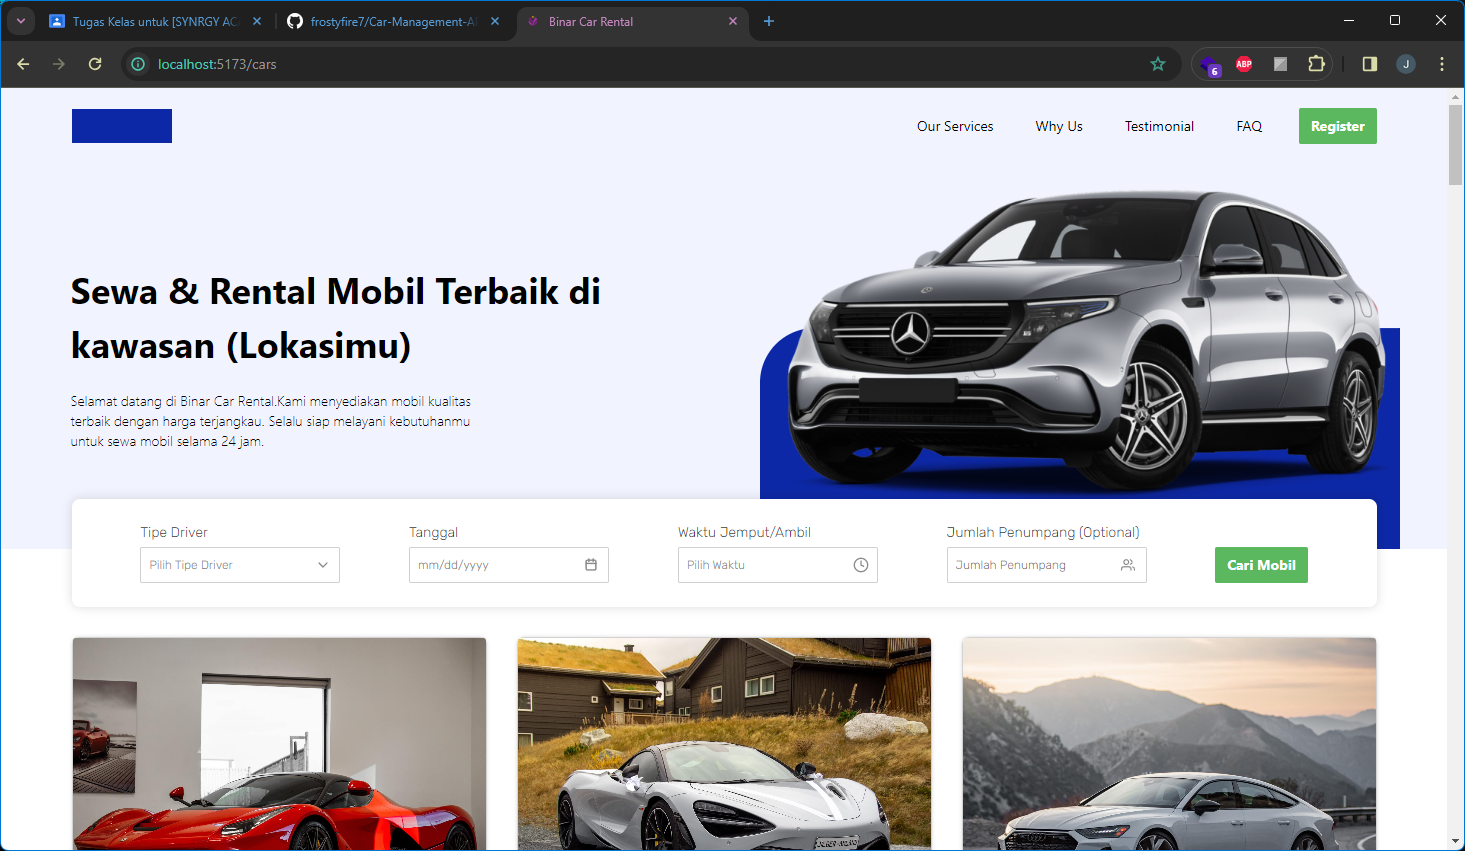 Tugas Kelas untuk [SYNRGY AC
frostyfire7/Car-Management-A
Binar Car Rental
localhost:5173/cars
6
ABP
J
Our Services
Why Us
Testimonial
FAQ
Register
Sewa & Rental Mobil Terbaik di
kawasan (Lokasimu)
Selamat datang di Binar Car Rental.Kami menyediakan mobil kualitas
terbaik dengan harga terjangkau. Selalu siap melayani kebutuhanmu
untuk sewa mobil selama 24 jam.
Tipe Driver
Tanggal
Waktu Jemput/Ambil
Jumlah Penumpang (Optional)
Pilih Tipe Driver
mm/dd/yyyy
Pilih Waktu
Jumlah Penumpang
Cari Mobil